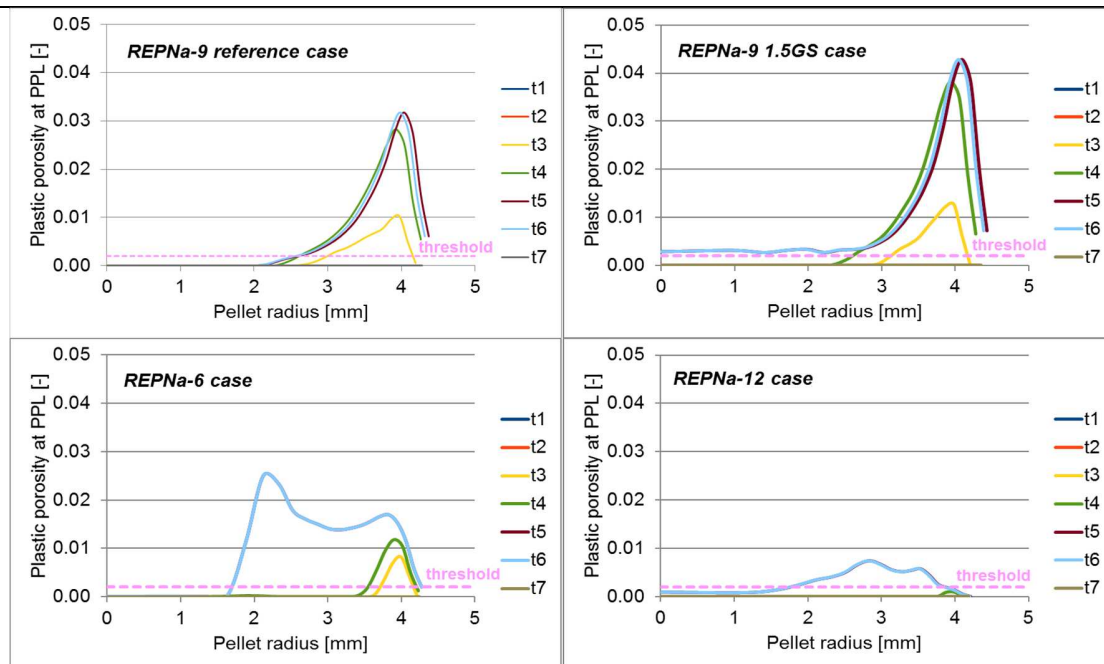 REPNa-9 reference case
Plastic porosity at PPL [-]
0.05
0.04
0.03
0.02
0.01
0.00
0 1 2 3 4 5
Pellet radius [mm]
threshold
t1
t2
t3
t4
t5
t6
t7
REPNa-9 1.5GS case
Plastic porosity at PPL [-]
0.05
0.04
0.03
0.02
0.01
0.00
0 1 2 3 4 5
Pellet radius [mm]
threshold
t1
t2
t3
t4
t5
t6
t7
REPNa-6 case
Plastic porosity at PPL [-]
0.05
0.04
0.03
0.02
0.01
0.00
0 1 2 3 4 5
Pellet radius [mm]
threshold
t1
t2
t3
t4
t5
t6
t7
REPNa-12 case
Plastic porosity at PPL [-]
0.05
0.04
0.03
0.02
0.01
0.00
0 1 2 3 4 5
Pellet radius [mm]
threshold
t1
t2
t3
t4
t5
t6
t7